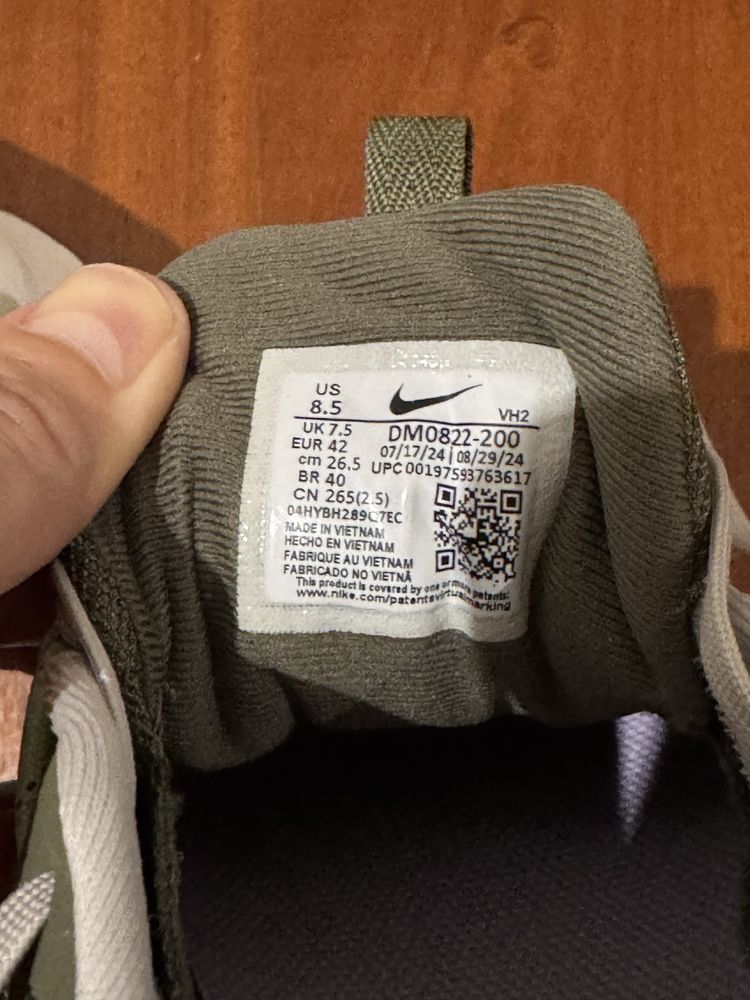 US
8.5
VH2
UK 7.5
DM0822-200
EUR 42
07/17/24 | 08/29/24
cm 26.5
UPC 00197593763617
BR 40
CN 265(2.5)
MADE IN VIETNAM
HECHO EN VIETNAM
FABRIQUE AU VIETNAM
FABRICADO NO VIETNÃ
This product is covered by one or more patents:
www.nike.com/patentsvirtualmarking